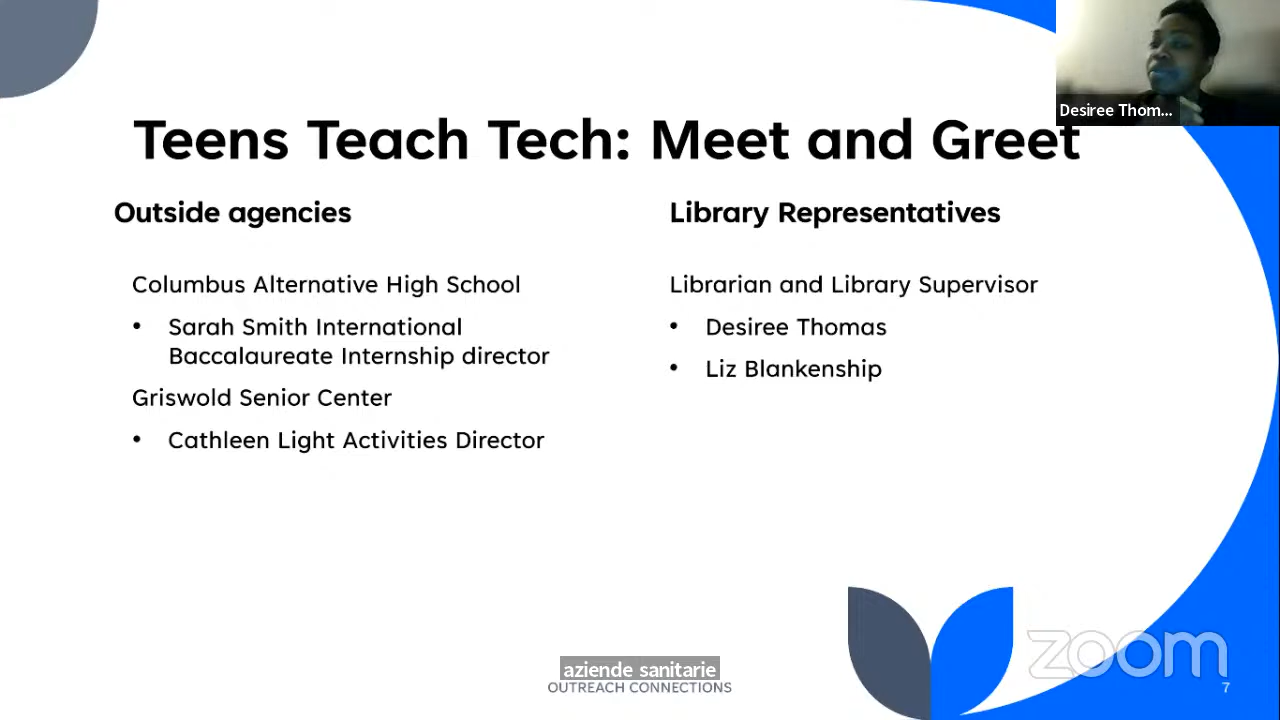 Desiree Thom...
Teens Teach Tech: Meet and Greet
Outside agencies
Columbus Alternative High School
• Sarah Smith International
Baccalaureate Internship director
Griswold Senior Center
• Cathleen Light Activities Director
Library Representatives
Librarian and Library Supervisor
• Desiree Thomas
• Liz Blankenship
aziende sanitarie
OUTREACH CONNECTIONS
zoom
7